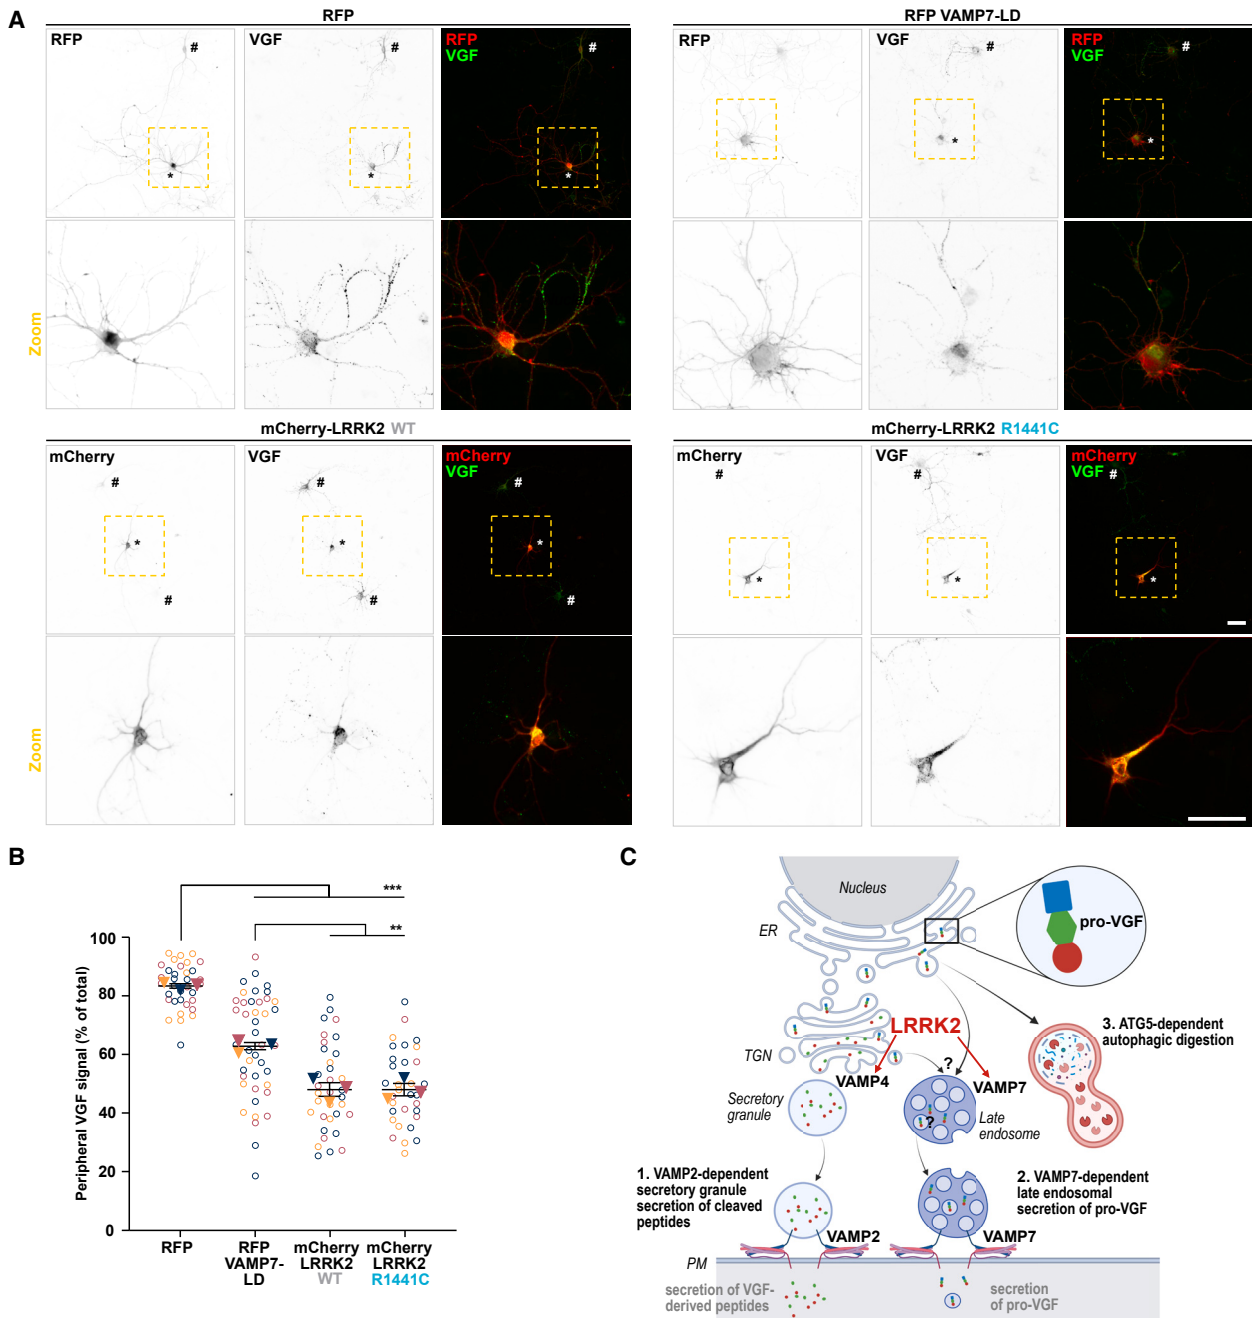 A
RFP
RFP VAMP7-LD
RFP
VGF
RFP
VGF
#
#
#
*
*
*
RFP
VGF
RFP
VGF
#
#
*
*
Zoom
mCherry-LRRK2 WT
mCherry-LRRK2 R1441C
mCherry
VGF
mCherry
VGF
#
#
#
*
*
*
#
#
#
mCherry
VGF
mCherry
VGF
#
#
#
*
*
*
Zoom
B
***
**
Peripheral VGF signal (% of total)
100
80
60
40
20
0
RFP
RFP
VAMP7-
LD
mCherry
LRRK2
WT
mCherry
LRRK2
R1441C
C
Nucleus
ER
pro-VGF
LRRK2
TGN
VAMP4
?
VAMP7
3. ATG5-dependent
autophagic digestion
Secretory
granule
?
Late
endosome
1. VAMP2-dependent
secretory granule
secretion of cleaved
peptides
2. VAMP7-dependent
late endosomal
secretion of pro-VGF
VAMP2
VAMP7
PM
secretion of VGF-
derived peptides
secretion
of pro-VGF